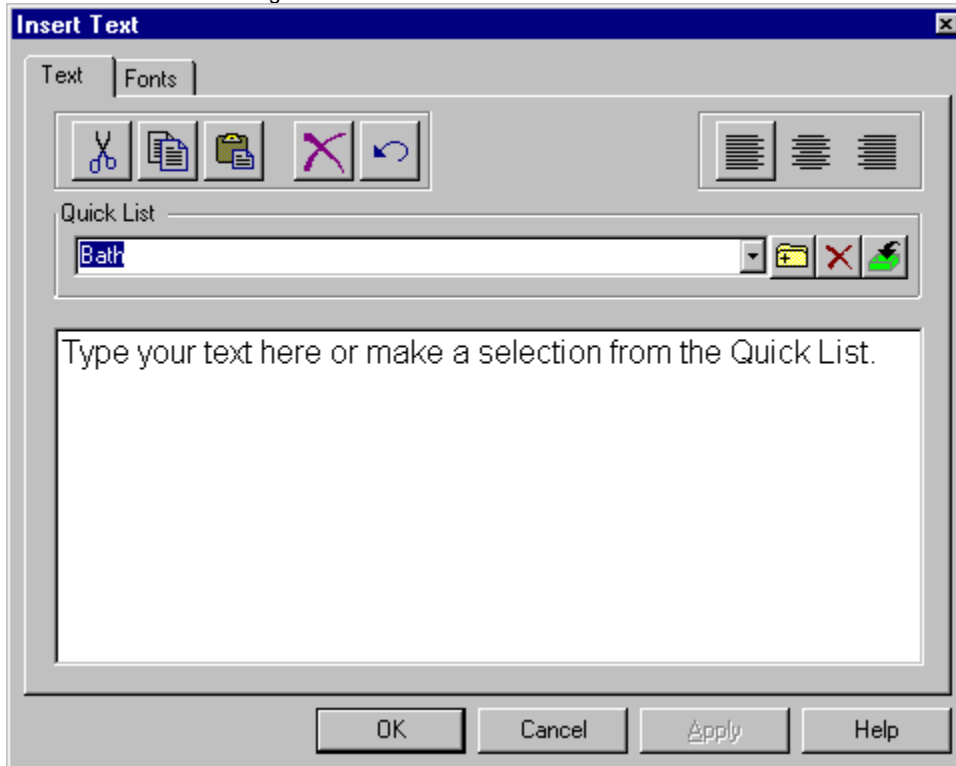 Insert Text
Text Fonts
Quick List
Bath
Type your text here or make a selection from the Quick List.
OK Cancel Apply Help